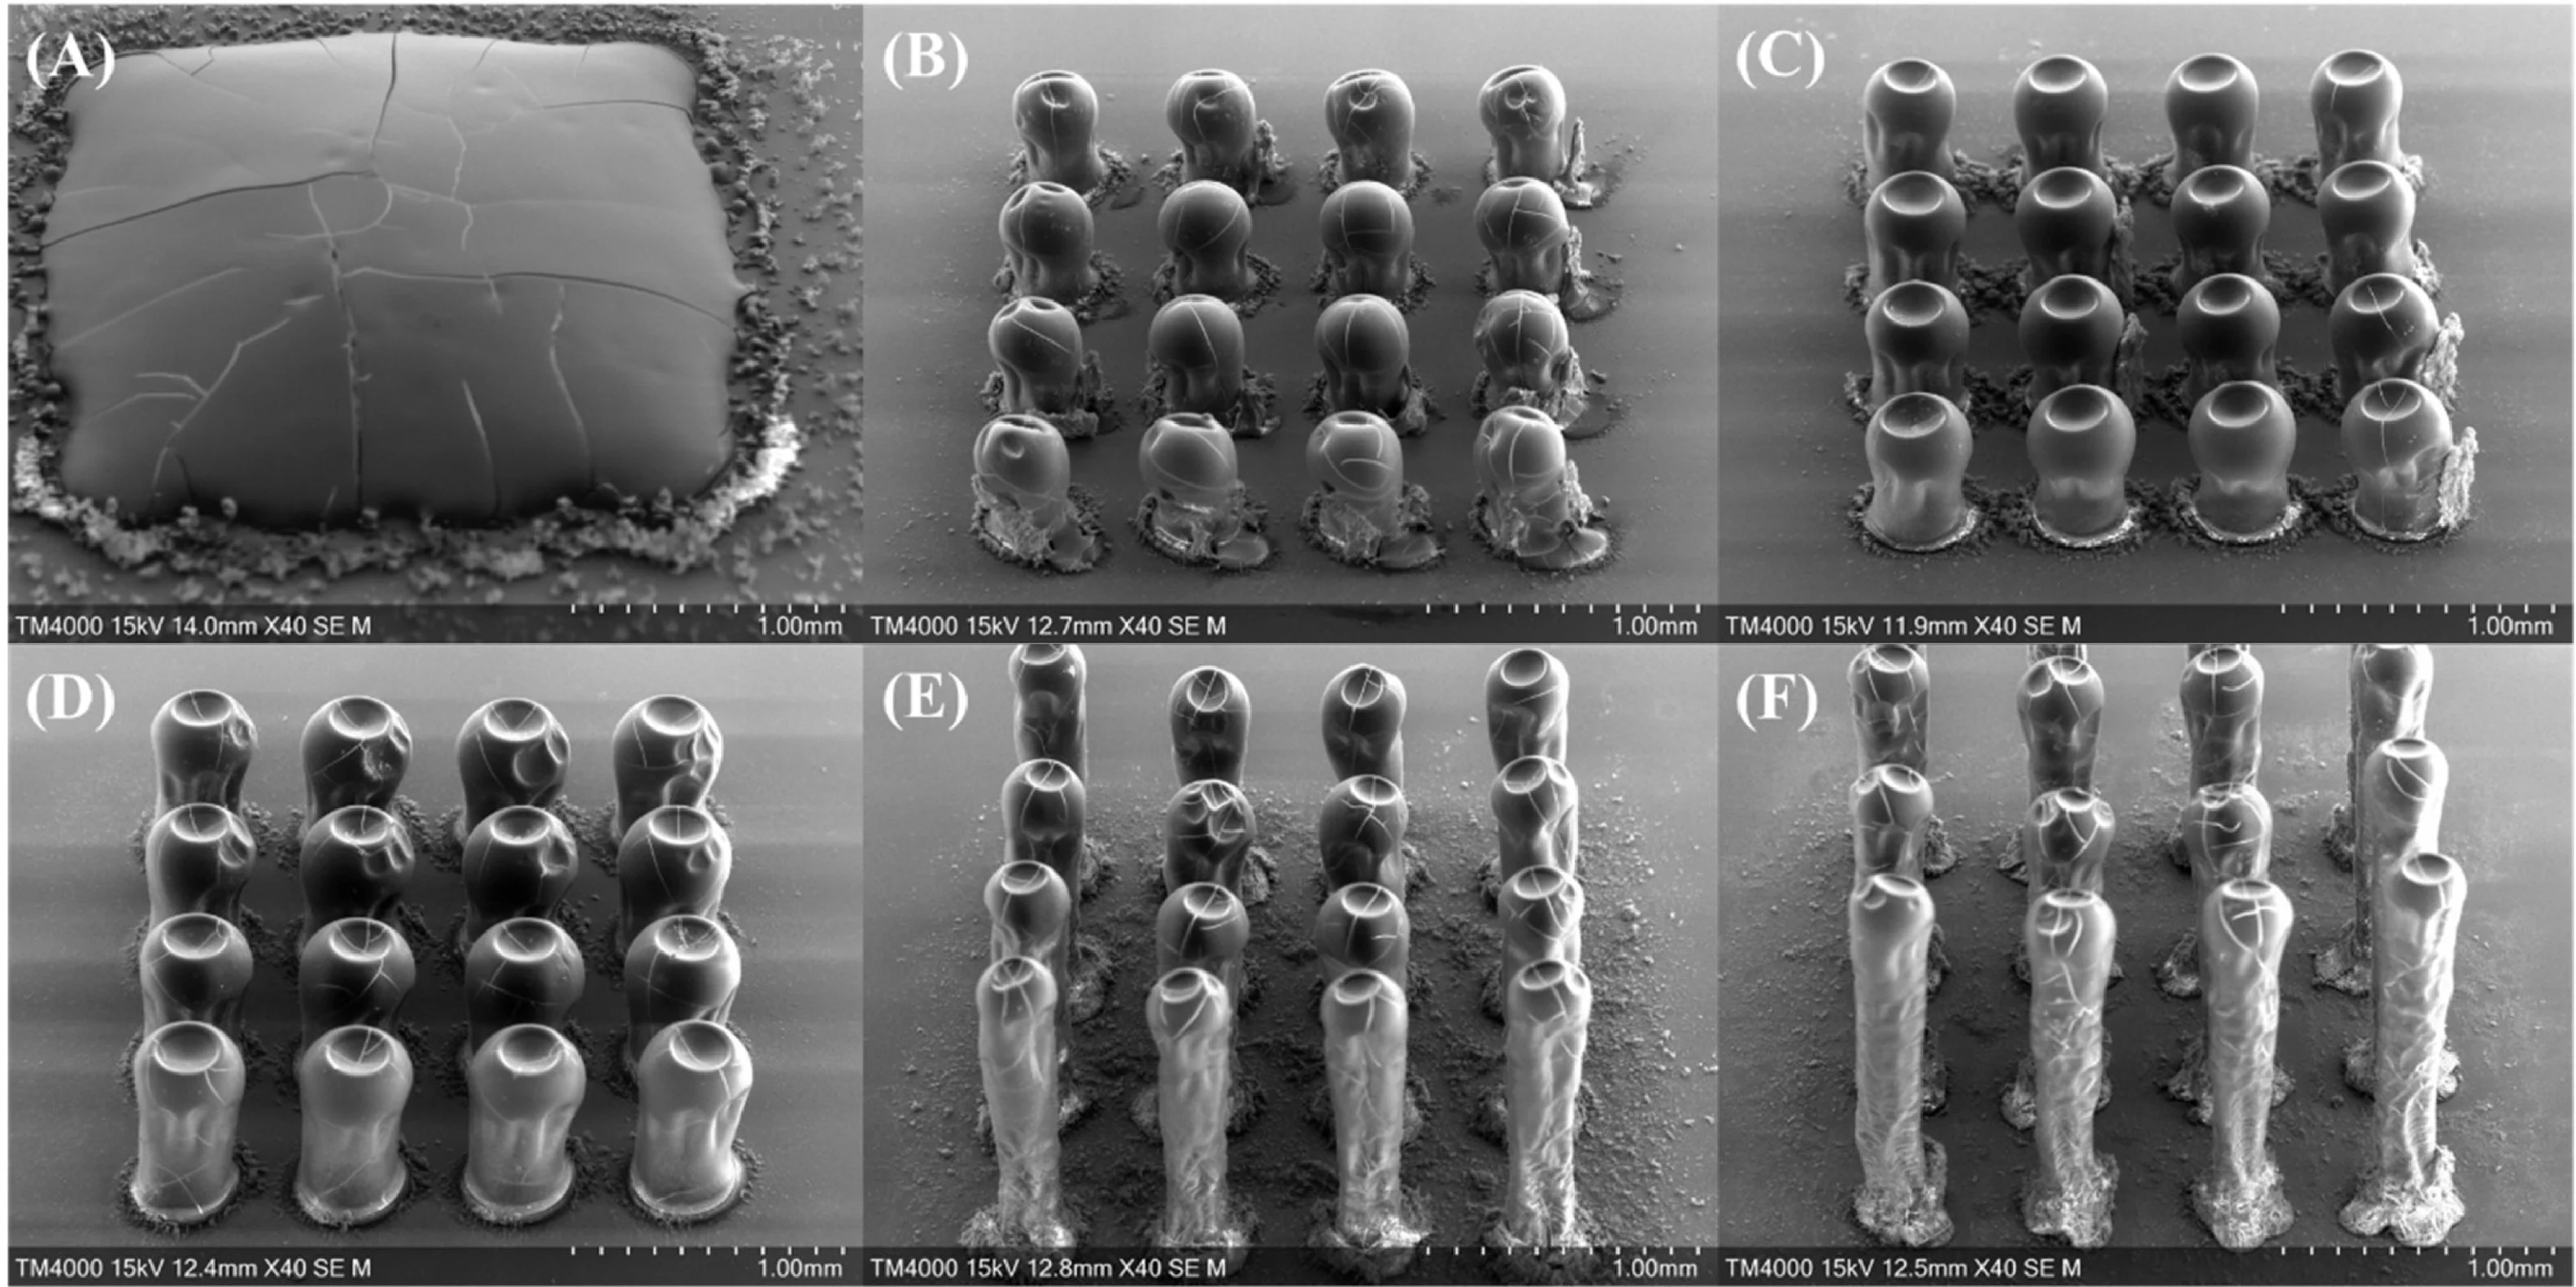 (A)
TM4000 15kV 14.0mm X40 SE M 1.00mm
(B)
TM4000 15kV 12.7mm X40 SE M 1.00mm
(C)
TM4000 15kV 11.9mm X40 SE M 1.00mm
(D)
TM4000 15kV 12.4mm X40 SE M 1.00mm
(E)
TM4000 15kV 12.8mm X40 SE M 1.00mm
(F)
TM4000 15kV 12.5mm X40 SE M 1.00mm